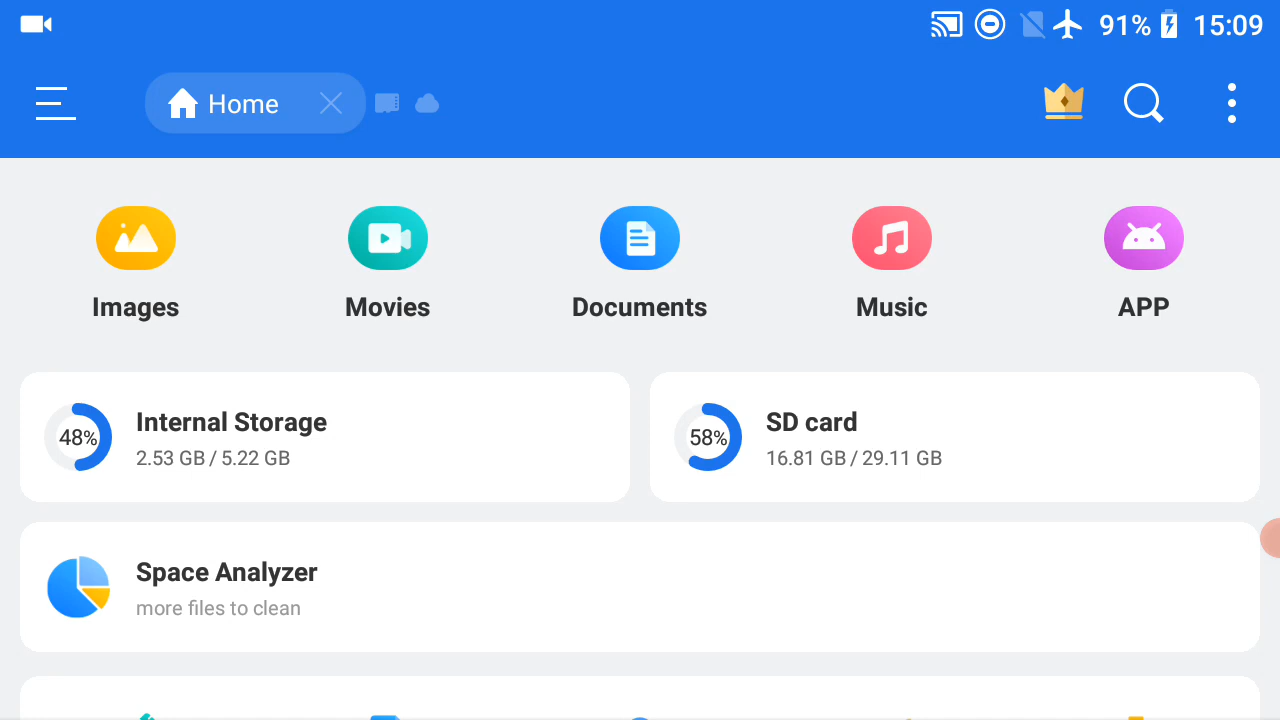 91% 15:09
Home
Images Movies Documents Music APP
48% Internal Storage
2.53 GB / 5.22 GB
58% SD card
16.81 GB / 29.11 GB
Space Analyzer
more files to clean